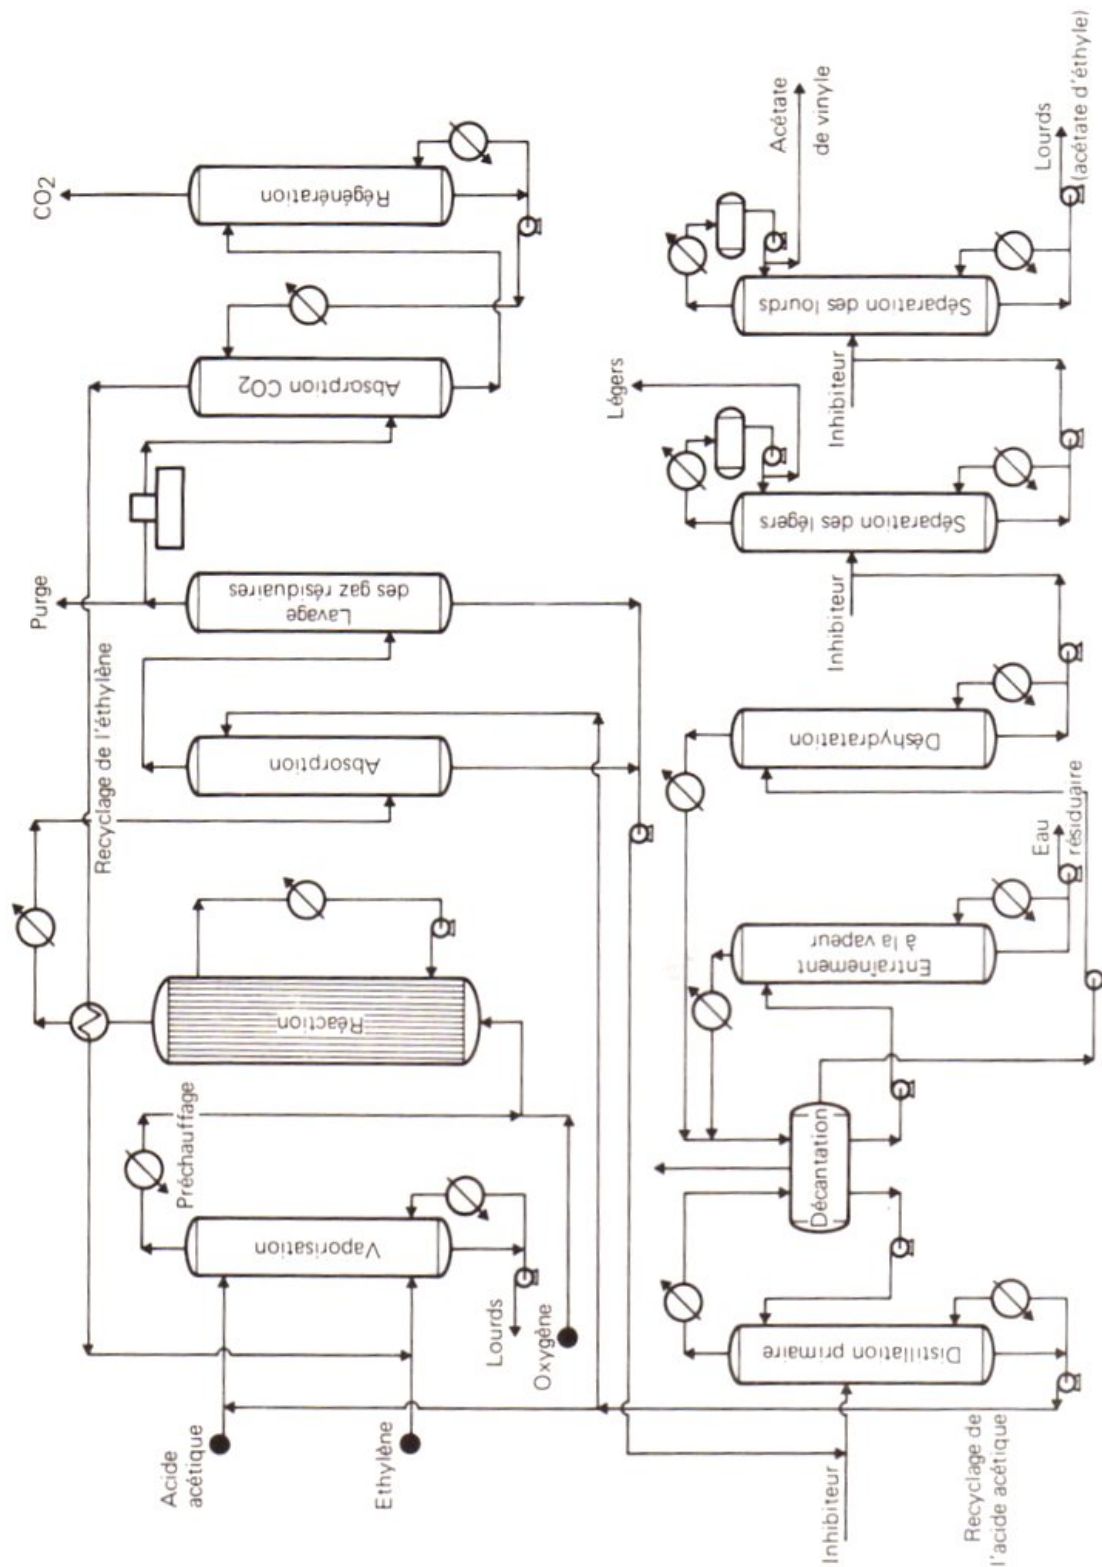 Acide
acétique
Ethylène
Vaporisation
Lourds
Oxygène
Préchauffage
Réaction
Recyclage de l'éthylène
Absorption
Purge
Lavage
des gaz résiduaires
Absorption CO2
CO2
Régénération
Inhibiteur
Recyclage de
l'acide acétique
Distillation primaire
Décantation
Entraînement
à la vapeur
Eau
résiduaire
Déshydratation
Inhibiteur
Séparation des légers
Légers
Inhibiteur
Séparation des lourds
Acétate
de vinyle
Lourds
(acétate d'éthyle)